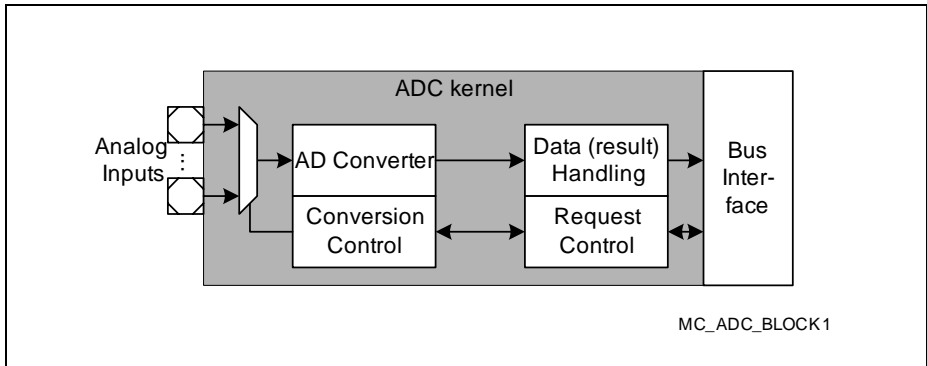 ADC kernel
Analog
Inputs
AD Converter
Conversion
Control
Data (result)
Handling
Request
Control
Bus
Inter-
face
MC_ADC_BLOCK1